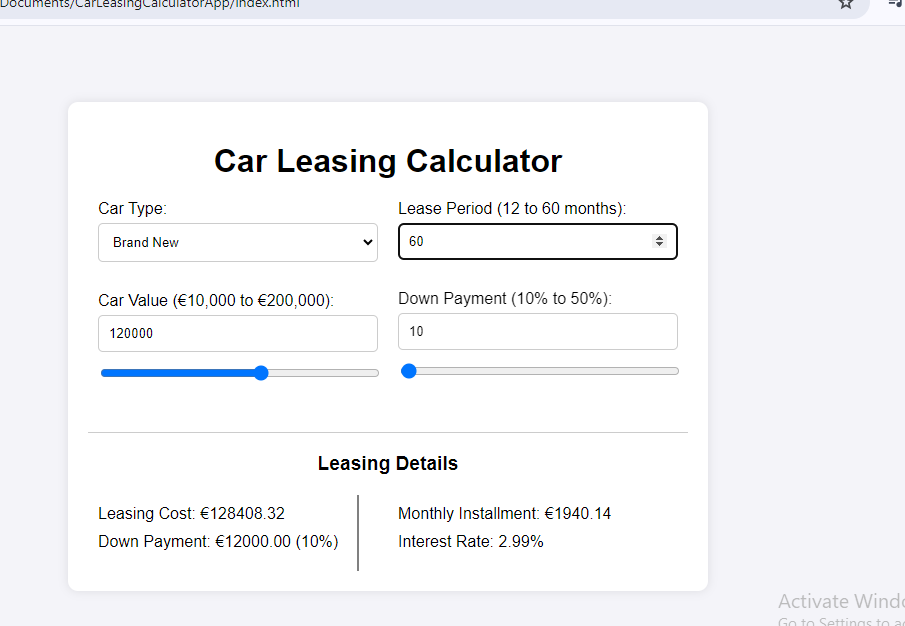 Documents/CarLeasingCalculatorApp/index.html
Car Leasing Calculator
Car Type:
Brand New
Lease Period (12 to 60 months):
60
Car Value (€10,000 to €200,000):
120000
Down Payment (10% to 50%):
10
Leasing Details
Leasing Cost: €128408.32
Down Payment: €12000.00 (10%)
Monthly Installment: €1940.14
Interest Rate: 2.99%
Activate Windo
Go to Settings to a